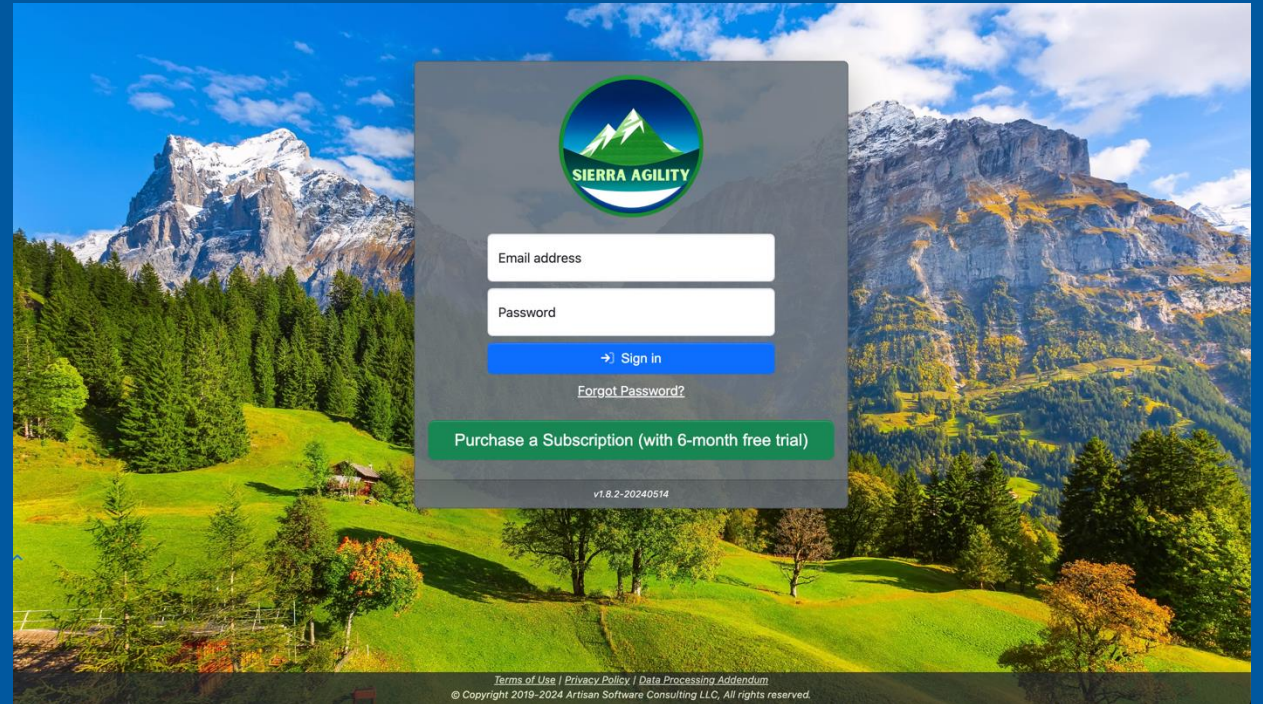 SIERRA AGILITY
Email address
Password
Sign in
Forgot Password?
Purchase a Subscription (with 6-month free trial)
v1.8.2-20240514
Terms of Use | Privacy Policy | Data Processing Addendum
© Copyright 2019-2024 Artisan Software Consulting LLC, All rights reserved.